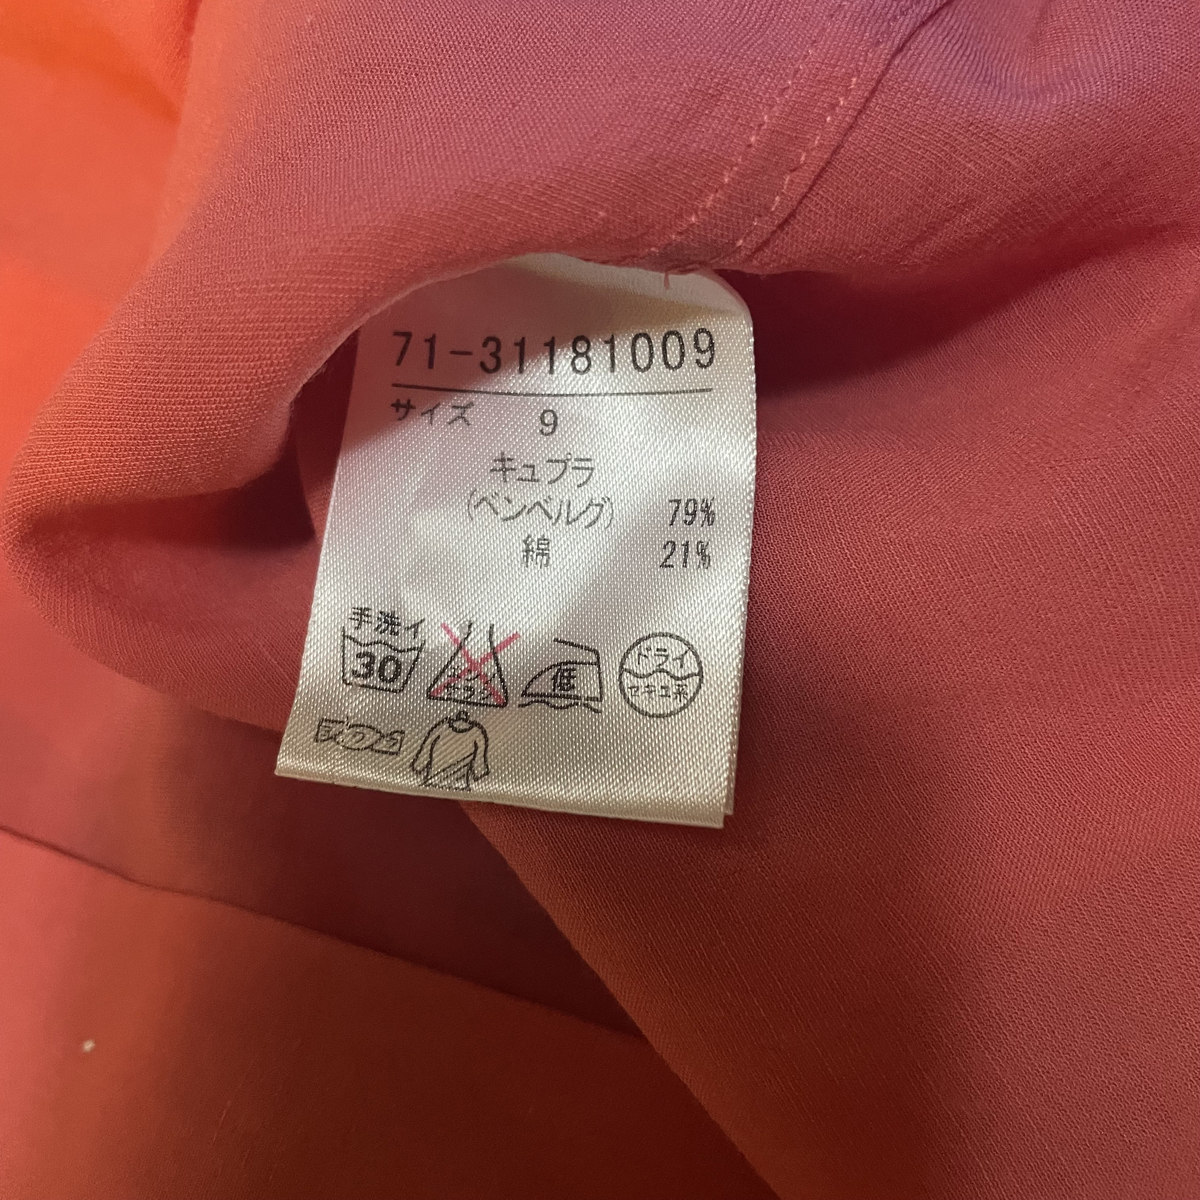 71-31181009
サイズ 9
キュプラ
(ベンベルグ) 79%
綿 21%
手洗イ
30
低
ドライ
セキユ系